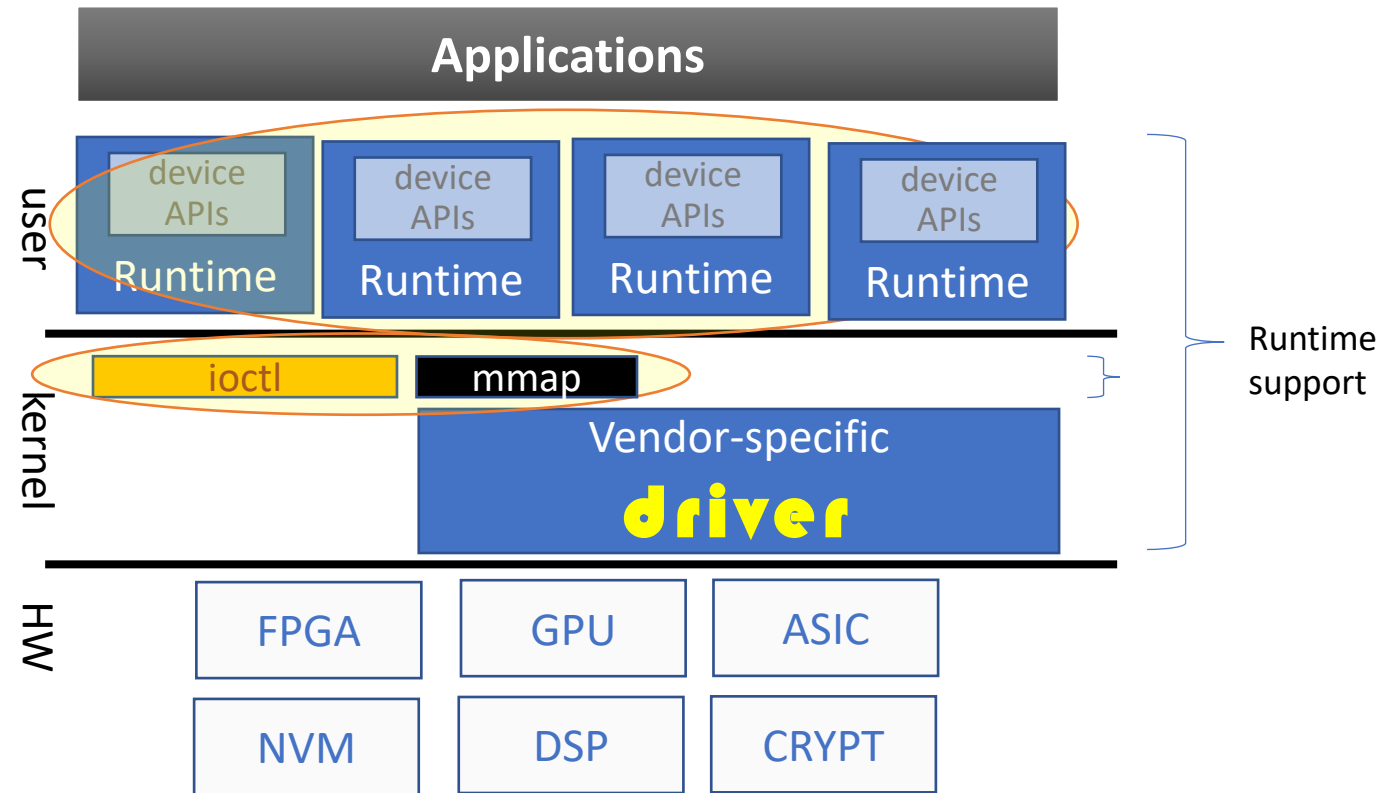 Applications
user
device
APIs
Runtime
device
APIs
Runtime
device
APIs
Runtime
device
APIs
Runtime
Runtime
support
kernel
ioctl
mmap
Vendor-specific
driver
HW
FPGA
GPU
ASIC
NVM
DSP
CRYPT